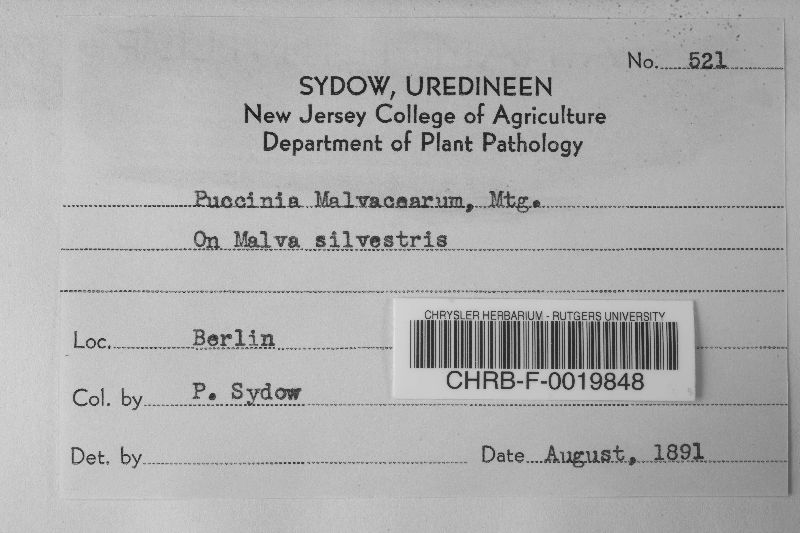 No. 521
SYDOW, UREDINEEN
New Jersey College of Agriculture
Department of Plant Pathology
Puccinia Malvacearum, Mtg.
On Malva silvestris
CHRYSLER HERBARIUM - RUTGERS UNIVERSITY
Loc. Berlin
CHRB-F-0019848
Col. by P. Sydow
Det. by
Date August, 1891